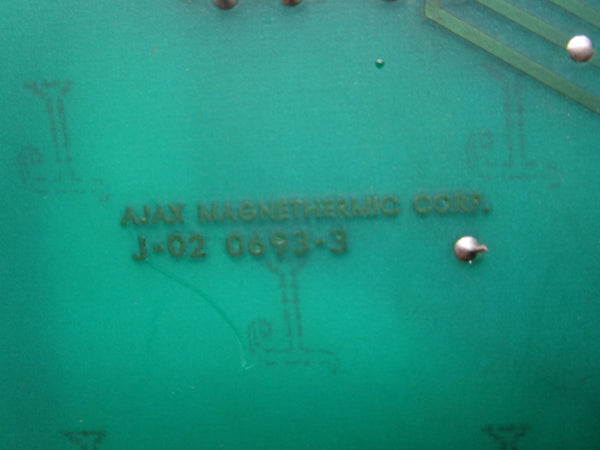 AJAX MAGNETHERMIC CORP.
J-02 0693-3